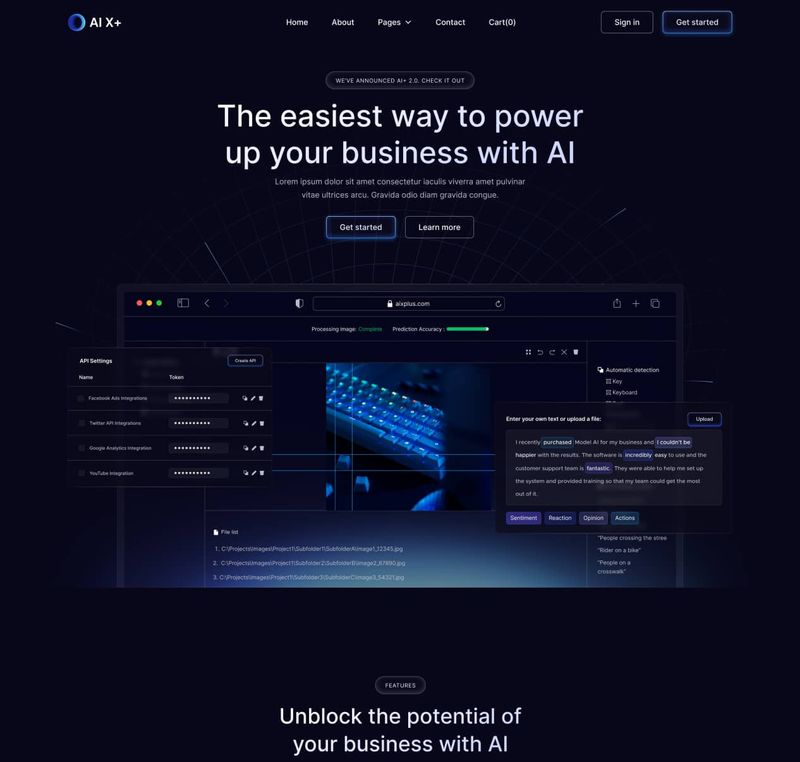 AI X+
Home
About
Pages
Contact
Cart(0)
Sign in
Get started
WE'VE ANNOUNCED AI+ 2.0. CHECK IT OUT
The easiest way to power
up your business with AI
Lorem ipsum dolor sit amet consectetur iaculis viverra amet pulvinar
vitae ultrices arcu. Gravida odio diam gravida congue.
Get started
Learn more
aixplus.com
Processing Image: Complete
Prediction Accuracy :
API Settings
Create API
Name
Token
Facebook Ads Integrations
Twitter API Integrations
Google Analytics Integration
YouTube Integration
Automatic detection
Key
Keyboard
Enter your own text or upload a file:
Upload
I recently purchased Model AI for my business and I couldn't be
happier with the results. The software is incredibly easy to use and the
customer support team is fantastic. They were able to help me set up
the system and provided training so that my team could get the most
out of it.
Sentiment
Reaction
Opinion
Actions
File list
1. C:\Projects\Images\Project1\Subfolder1\SubfolderA\image1_12345.jpg
2. C:\Projects\Images\Project1\Subfolder2\SubfolderB\image2_67890.jpg
3. C:\Projects\Images\Project1\Subfolder3\SubfolderC\image3_54321.jpg
"People crossing the stree
"Rider on a bike"
"People on a
crosswalk"
FEATURES
Unblock the potential of
your business with AI